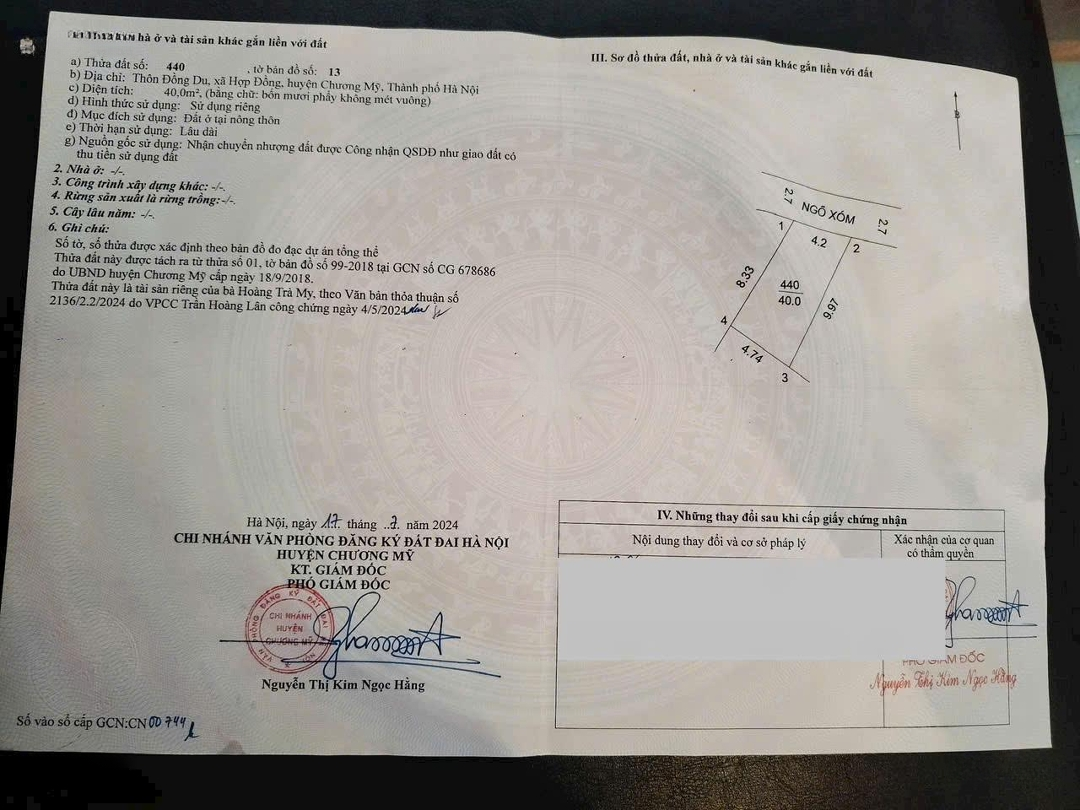 nhà ở và tài sản khác gắn liền với đất
a) Thửa đất số: 440 , tờ bản đồ số: 13
b) Địa chỉ: Thôn Đồng Du, xã Hợp Đồng, huyện Chương Mỹ, Thành phố Hà Nội
c) Diện tích: 40,0m², (bằng chữ: bốn mươi phẩy không mét vuông)
d) Hình thức sử dụng: Sử dụng riêng
đ) Mục đích sử dụng: Đất ở tại nông thôn
e) Thời hạn sử dụng: Lâu dài
g) Nguồn gốc sử dụng: Nhận chuyển nhượng đất được Công nhận QSDĐ như giao đất có
thu tiền sử dụng đất
2. Nhà ở: -/-.
3. Công trình xây dựng khác: -/-.
4. Rừng sản xuất là rừng trồng:-/-.
5. Cây lâu năm: -/-.
6. Ghi chú:
Số tờ, số thửa được xác định theo bản đồ đo đạc dự án tổng thể
Thửa đất này được tách ra từ thửa số 01, tờ bản đồ số 99-2018 tại GCN số CG 678686
do UBND huyện Chương Mỹ cấp ngày 18/9/2018.
Thửa đất này là tài sản riêng của bà Hoàng Trà My, theo Văn bản thỏa thuận số
2136/2.2/2024 do VPCC Trần Hoàng Lân công chứng ngày 4/5/2024
Hà Nội, ngày 17 tháng ..7 năm 2024
CHI NHÁNH VĂN PHÒNG ĐĂNG KÝ ĐẤT ĐAI HÀ NỘI
HUYỆN CHƯƠNG MỸ
KT. GIÁM ĐỐC
PHÓ GIÁM ĐỐC
VĂN PHÒNG ĐĂNG KÝ ĐẤT ĐAI
CHI NHÁNH
HUYỆN
CHƯƠNG MỸ
Nguyễn Thị Kim Ngọc Hằng
Số vào sổ cấp GCN:CN 00744
III. Sơ đồ thửa đất, nhà ở và tài sản khác gắn liền với đất
B
2.7
NGÕ XÓM
2.7
1
4.2
2
8.33
440
40.0
9.97
4
4.74
3
IV. Những thay đổi sau khi cấp giấy chứng nhận
Nội dung thay đổi và cơ sở pháp lý
Xác nhận của cơ quan
có thẩm quyền
PHÓ GIÁM ĐỐC
Nguyễn Thị Kim Ngọc Hằng